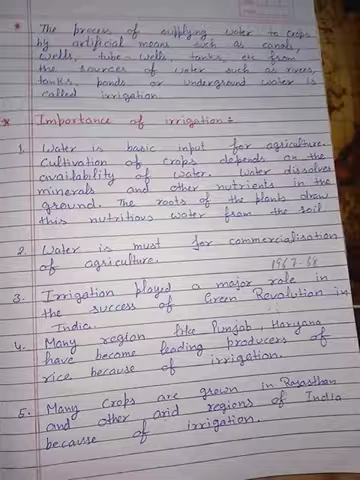 * The process of supplying water to crops
by artificial means such as canals,
wells, tube-wells, tanks, etc from
the sources of water such as rivers,
tanks, ponds or underground water is
called irrigation.
* Importance of irrigation:-
1. Water is basic input for agriculture.
Cultivation of crops depends on the
availability of water. Water dissolves
minerals and other nutrients in the
ground. The roots of the plants draw
this nutritious water from the soil.
2. Water is must for commercialisation
of agriculture.
1967-68
3. Irrigation played a major role in
the success of Green Revolution in
India.
4. Many region like Punjab, Haryana
have become leading producers of
rice because of irrigation.
5. Many crops are grown in Rajasthan
and other arid regions of India
because of irrigation.